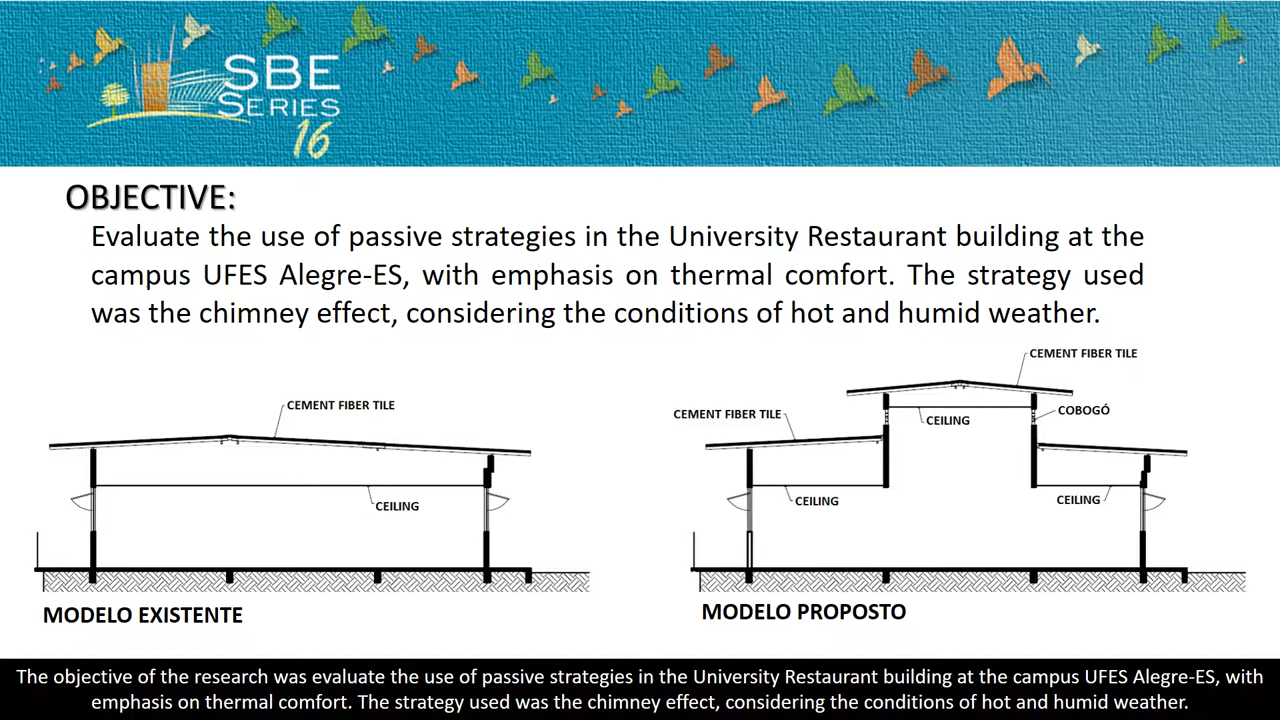 SBE
SERIES
16
OBJECTIVE:
Evaluate the use of passive strategies in the University Restaurant building at the
campus UFES Alegre-ES, with emphasis on thermal comfort. The strategy used
was the chimney effect, considering the conditions of hot and humid weather.
CEMENT FIBER TILE
CEILING
MODELO EXISTENTE
CEMENT FIBER TILE
CEMENT FIBER TILE
COBOGÓ
CEILING
CEILING
CEILING
MODELO PROPOSTO
The objective of the research was evaluate the use of passive strategies in the University Restaurant building at the campus UFES Alegre-ES, with
emphasis on thermal comfort. The strategy used was the chimney effect, considering the conditions of hot and humid weather.